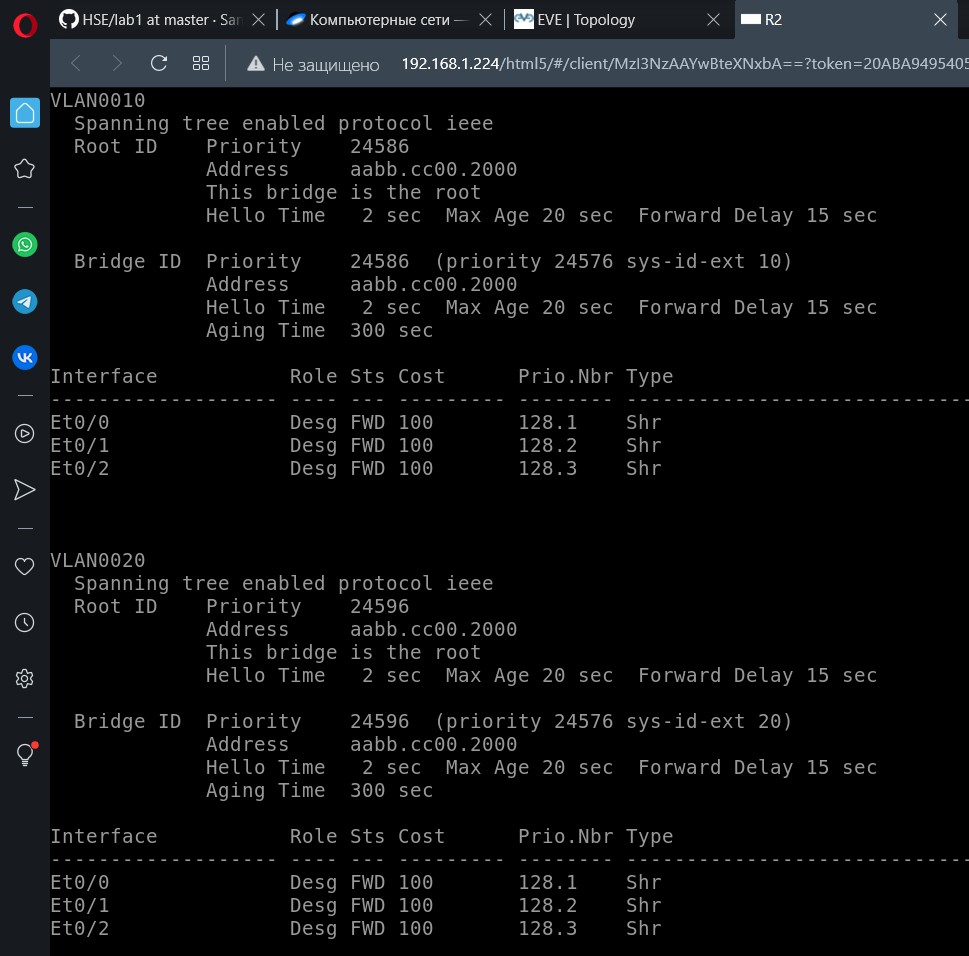 HSE/lab1 at master · San
Компьютерные сети —
EVE | Topology
R2
Не защищено 192.168.1.224/html5/#/client/MzI3NzAAYwBteXNxbA==?token=20ABA9495405
VLAN0010
Spanning tree enabled protocol ieee
Root ID Priority 24586
Address aabb.cc00.2000
This bridge is the root
Hello Time 2 sec Max Age 20 sec Forward Delay 15 sec
Bridge ID Priority 24586 (priority 24576 sys-id-ext 10)
Address aabb.cc00.2000
Hello Time 2 sec Max Age 20 sec Forward Delay 15 sec
Aging Time 300 sec
Interface Role Sts Cost Prio.Nbr Type
------------------- ---- --- --------- -------- -----------------------------
Et0/0 Desg FWD 100 128.1 Shr
Et0/1 Desg FWD 100 128.2 Shr
Et0/2 Desg FWD 100 128.3 Shr
VLAN0020
Spanning tree enabled protocol ieee
Root ID Priority 24596
Address aabb.cc00.2000
This bridge is the root
Hello Time 2 sec Max Age 20 sec Forward Delay 15 sec
Bridge ID Priority 24596 (priority 24576 sys-id-ext 20)
Address aabb.cc00.2000
Hello Time 2 sec Max Age 20 sec Forward Delay 15 sec
Aging Time 300 sec
Interface Role Sts Cost Prio.Nbr Type
------------------- ---- --- --------- -------- -----------------------------
Et0/0 Desg FWD 100 128.1 Shr
Et0/1 Desg FWD 100 128.2 Shr
Et0/2 Desg FWD 100 128.3 Shr